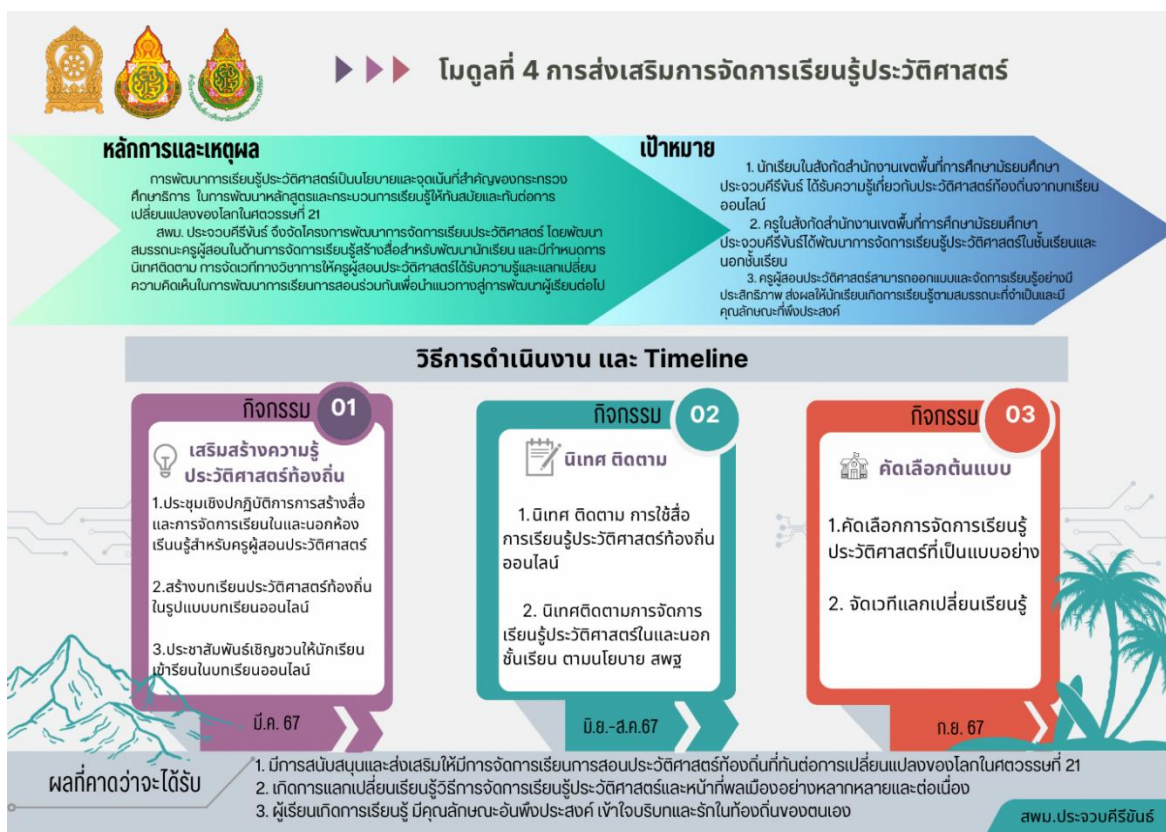 โมดูลที่ 4 การส่งเสริมการจัดการเรียนรู้ประวัติศาสตร์
หลักการและเหตุผล
การพัฒนาการเรียนรู้ประวัติศาสตร์เป็นนโยบายและจุดเน้นที่สำคัญของกระทรวง
ศึกษาธิการ ในการพัฒนาหลักสูตรและกระบวนการเรียนรู้ให้ทันสมัยและทันต่อการ
เปลี่ยนแปลงของโลกในศตวรรษที่ 21
สพม. ประจวบคีรีขันธ์ จึงจัดโครงการพัฒนาการจัดการเรียนประวัติศาสตร์ โดยพัฒนา
สมรรถนะครูผู้สอนในด้านการจัดการเรียนรู้สร้างสื่อสำหรับพัฒนานักเรียน และมีกำหนดการ
นิเทศติดตาม การจัดเวทีทางวิชาการให้ครูผู้สอนประวัติศาสตร์ได้รับความรู้และแลกเปลี่ยน
ความคิดเห็นในการพัฒนาการเรียนการสอนร่วมกันเพื่อนำแนวทางสู่การพัฒนาผู้เรียนต่อไป
เป้าหมาย
1. นักเรียนในสังกัดสำนักงานเขตพื้นที่การศึกษามัธยมศึกษา
ประจวบคีรีขันธ์ ได้รับความรู้เกี่ยวกับประวัติศาสตร์ท้องถิ่นจากบทเรียน
ออนไลน์
2. ครูในสังกัดสำนักงานเขตพื้นที่การศึกษามัธยมศึกษา
ประจวบคีรีขันธ์ได้พัฒนาการจัดการเรียนรู้ประวัติศาสตร์ในชั้นเรียนและ
นอกชั้นเรียน
3. ครูผู้สอนประวัติศาสตร์สามารถออกแบบและจัดการเรียนรู้อย่างมี
ประสิทธิภาพ ส่งผลให้นักเรียนเกิดการเรียนรู้ตามสมรรถนะที่จำเป็นและมี
คุณลักษณะที่พึงประสงค์
วิธีการดำเนินงาน และ Timeline
กิจกรรม 01
เสริมสร้างความรู้
ประวัติศาสตร์ท้องถิ่น
1.ประชุมเชิงปฏิบัติการการสร้างสื่อ
และการจัดการเรียนในและนอกห้อง
เรีนนรู้สำหรับครูผู้สอนประวัติศาสตร์
2.สร้างบทเรียนประวัติศาสตร์ท้องถิ่น
ในรูปแบบบทเรียนออนไลน์
3.ประชาสัมพันธ์เชิญชวนให้นักเรียน
เข้ารียนในบทเรียนออนไลน์
มี.ค. 67
กิจกรรม 02
นิเทศ ติดตาม
1.นิเทศ ติดตาม การใช้สื่อ
การเรียนรู้ประวัติศาสตร์ท้องถิ่น
ออนไลน์
2. นิเทศติดตามการจัดการ
เรียนรู้ประวัติศาสตร์ในและนอก
ชั้นเรียน ตามนโยบาย สพฐ
มิ.ย.-ส.ค.67
กิจกรรม 03
คัดเลือกต้นแบบ
1.คัดเลือกการจัดการเรียนรู้
ประวัติศาสตร์ที่เป็นแบบอย่าง
2. จัดเวทีแลกเปลี่ยนเรียนรู้
ก.ย. 67
ผลที่คาดว่าจะได้รับ
1. มีการสนับสนุนและส่งเสริมให้มีการจัดการเรียนการสอนประวัติศาสตร์ท้องถิ่นที่ทันต่อการเปลี่ยนแปลงของโลกในศตวรรษที่ 21
2. เกิดการแลกเปลี่ยนเรียนรู้วิธีการจัดการเรียนรู้ประวัติศาสตร์และหน้าที่พลเมืองอย่างหลากหลายและต่อเนื่อง
3. ผู้เรียนเกิดการเรียนรู้ มีคุณลักษณะอันพึงประสงค์ เข้าใจบริบทและรักในท้องถิ่นของตนเอง
สพม.ประจวบคีรีขันธ์